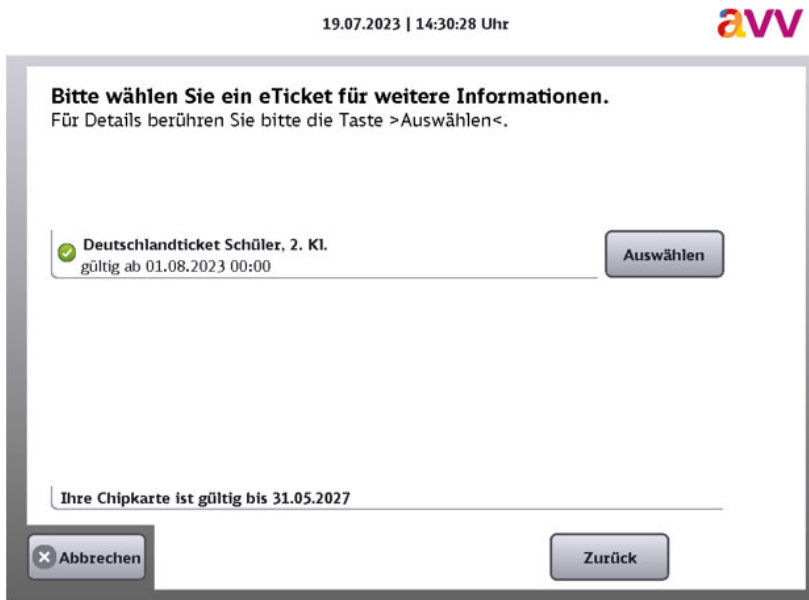 19.07.2023 | 14:30:28 Uhr
avv
Bitte wählen Sie ein eTicket für weitere Informationen.
Für Details berühren Sie bitte die Taste >Auswählen<.
Deutschlandticket Schüler, 2. Kl.
gültig ab 01.08.2023 00:00
Auswählen
Ihre Chipkarte ist gültig bis 31.05.2027
Abbrechen
Zurück